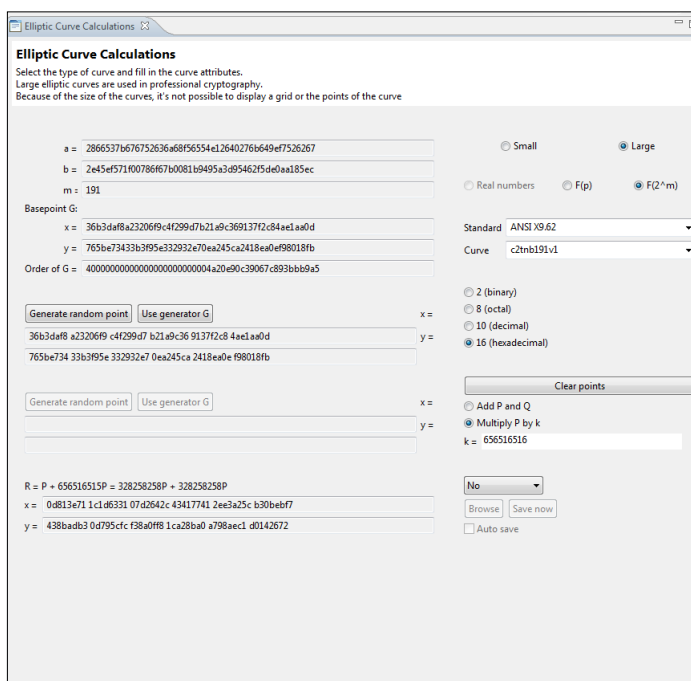 Elliptic Curve Calculations
Elliptic Curve Calculations
Select the type of curve and fill in the curve attributes.
Large elliptic curves are used in professional cryptography.
Because of the size of the curves, it's not possible to display a grid or the points of the curve
a = 2866537b676752636a68f56554e12640276b649ef7526267
b = 2e45ef571f00786f67b0081b9495a3d95462f5de0aa185ec
m = 191
Basepoint G:
x = 36b3daf8a23206f9c4f299d7b21a9c369137f2c84ae1aa0d
y = 765be73433b3f95e332932e70ea245ca2418ea0ef98018fb
Order of G = 40000000000000000000000004a20e90c39067c893bbb9a5
Generate random point Use generator G x =
36b3daf8 a23206f9 c4f299d7 b21a9c36 9137f2c8 4ae1aa0d y =
765be734 33b3f95e 332932e7 0ea245ca 2418ea0e f98018fb
Generate random point Use generator G x =
y =
R = P + 656516515P = 328258258P + 328258258P
x = 0d813e71 1c1d6331 07d2642c 43417741 2ee3a25c b30bebf7
y = 438badb3 0d795cfc f38a0ff8 1ca28ba0 a798aec1 d0142672
Small Large
Real numbers F(p) F(2^m)
Standard ANSI X9.62
Curve c2tnb191v1
2 (binary)
8 (octal)
10 (decimal)
16 (hexadecimal)
Clear points
Add P and Q
Multiply P by k
k = 656516516
No
Browse Save now
Auto save